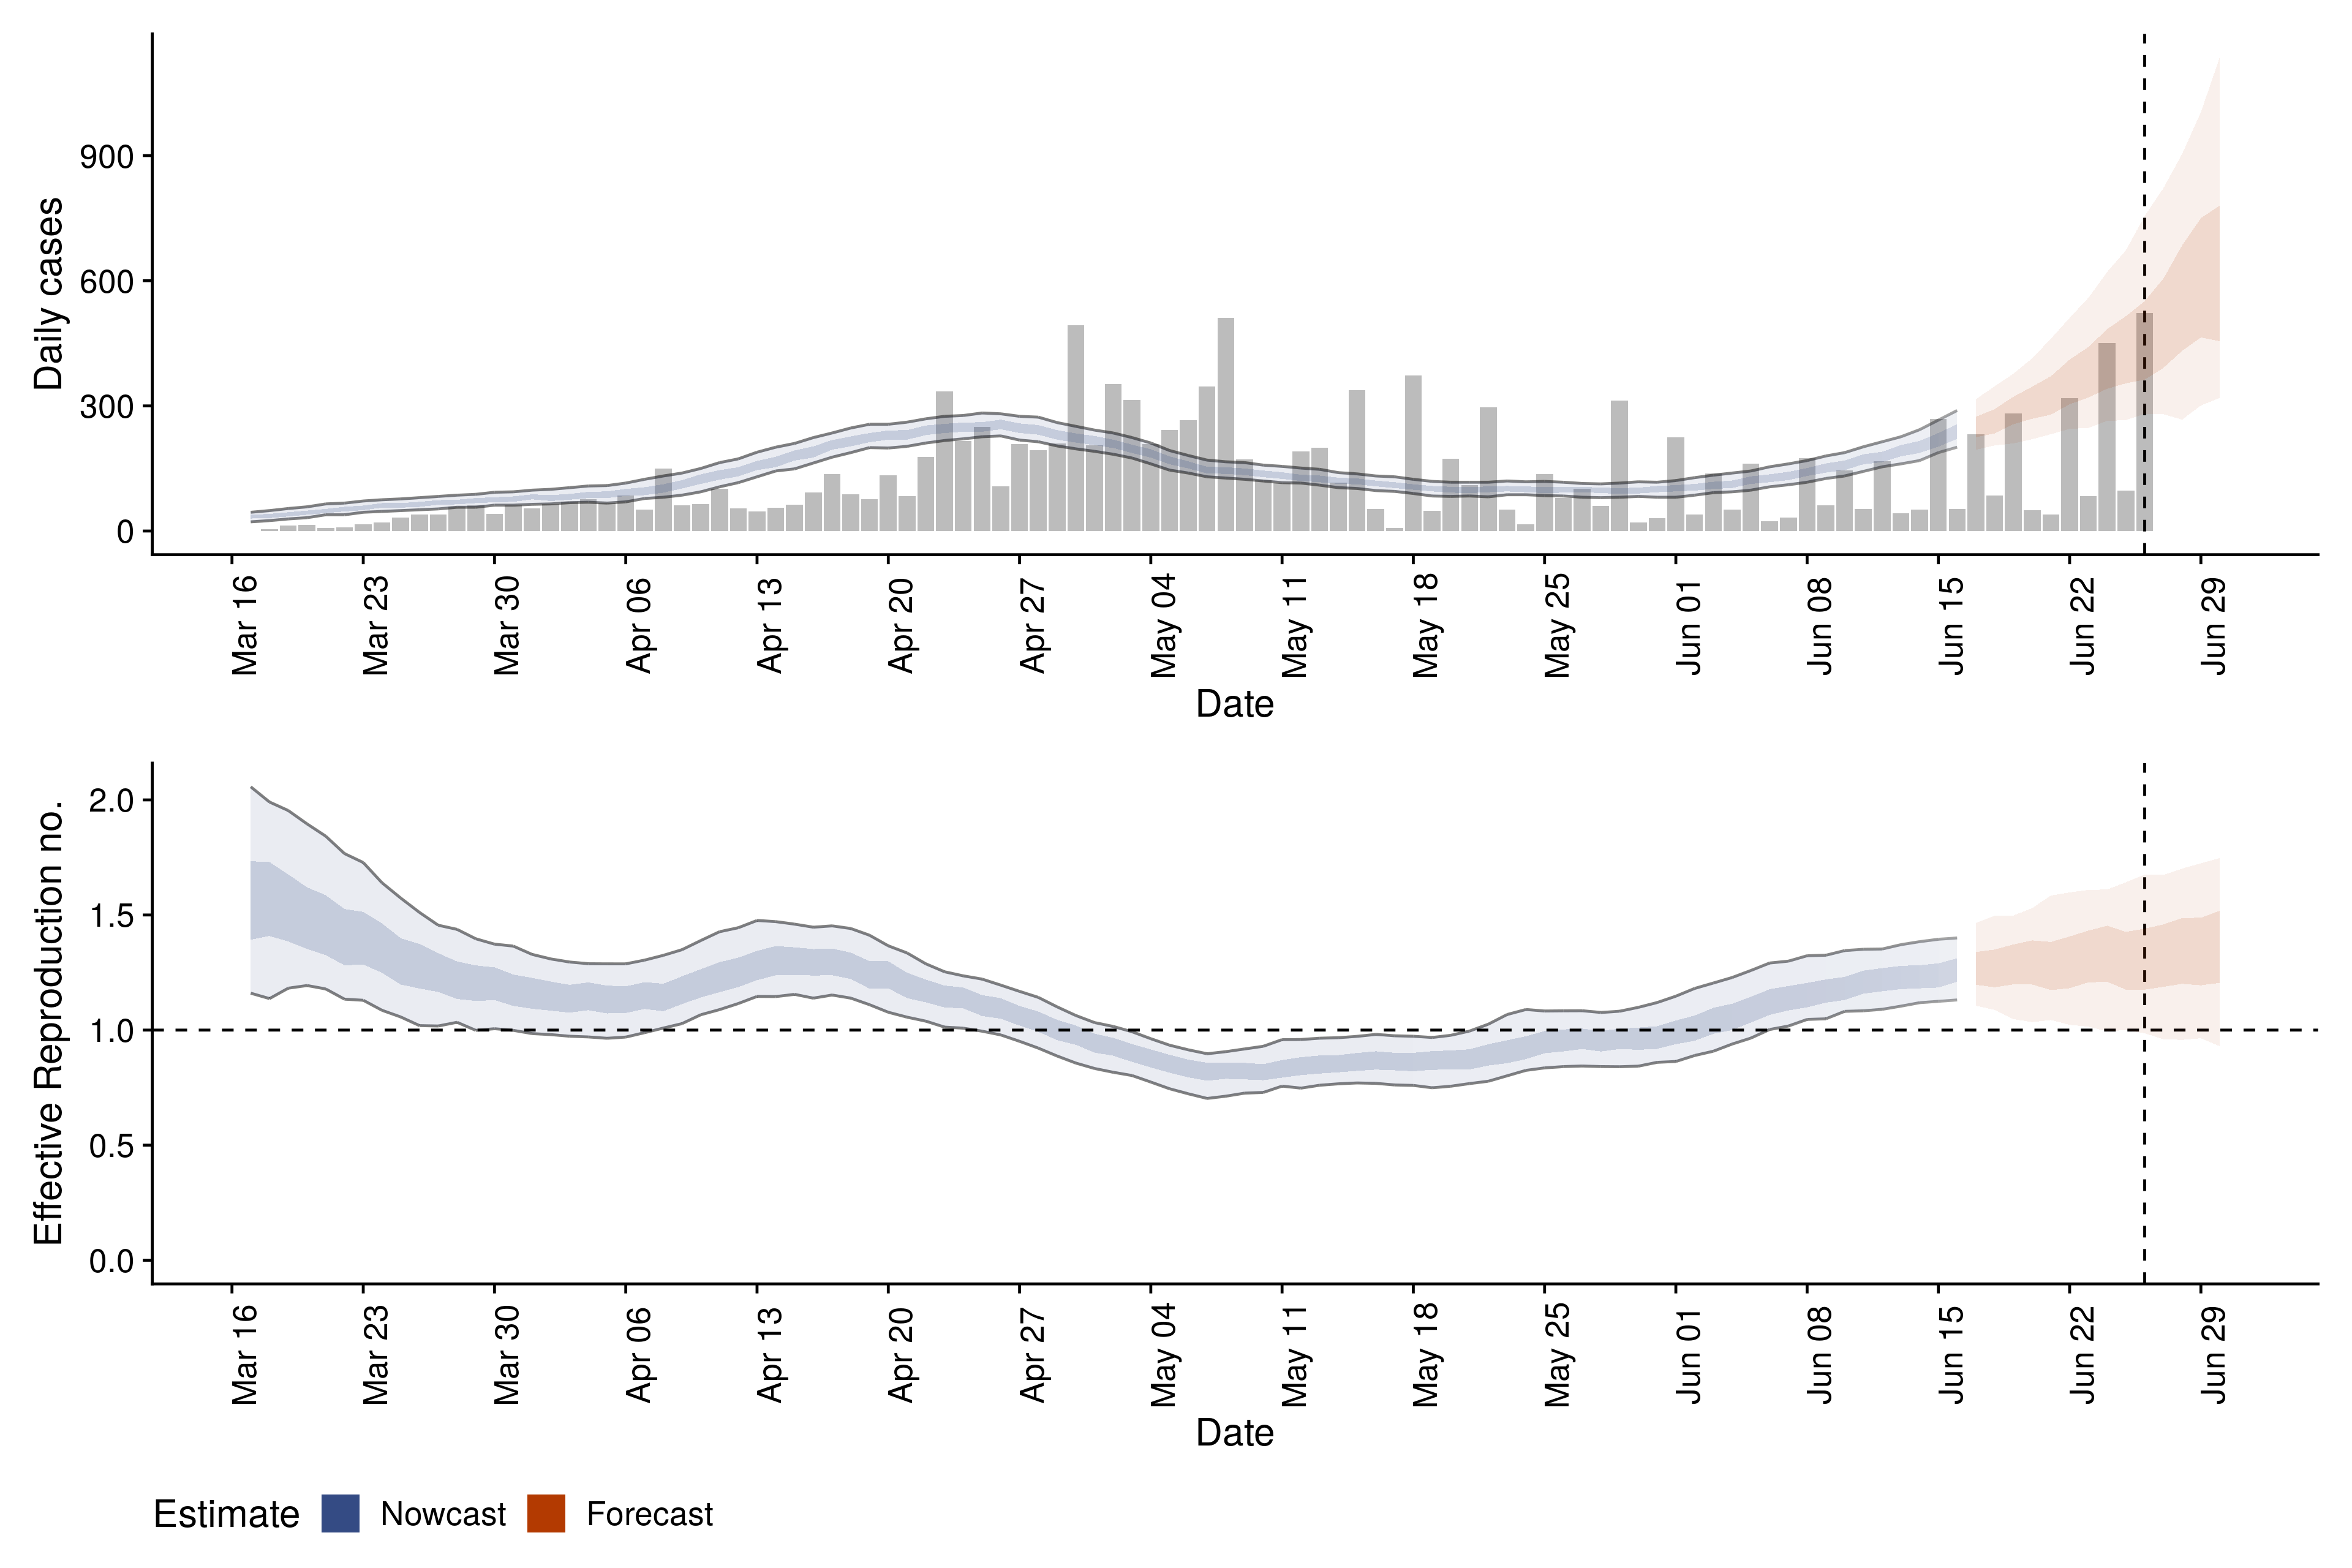 Daily cases
900
600
300
0
Mar 16
Mar 23
Mar 30
Apr 06
Apr 13
Apr 20
Apr 27
May 04
May 11
May 18
May 25
Jun 01
Jun 08
Jun 15
Jun 22
Jun 29
Date
Effective Reproduction no.
2.0
1.5
1.0
0.5
0.0
Mar 16
Mar 23
Mar 30
Apr 06
Apr 13
Apr 20
Apr 27
May 04
May 11
May 18
May 25
Jun 01
Jun 08
Jun 15
Jun 22
Jun 29
Date
Estimate Nowcast Forecast